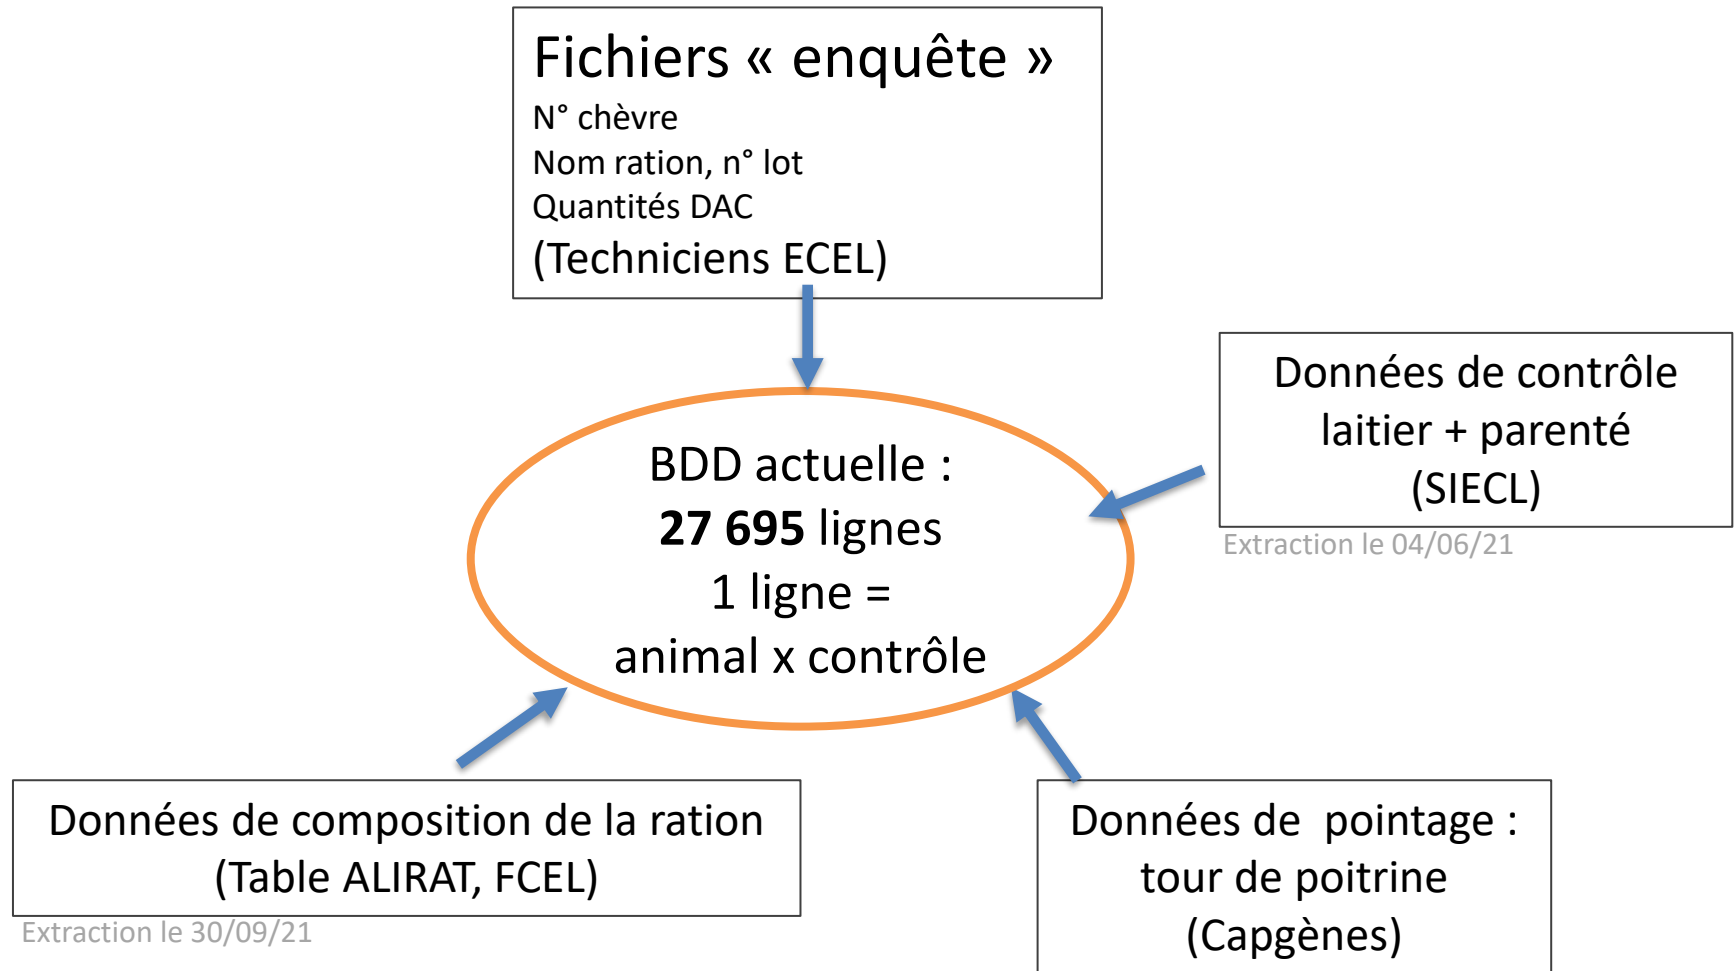 Fichiers « enquête »
N° chèvre
Nom ration, n° lot
Quantités DAC
(Techniciens ECEL)
Données de contrôle
laitier + parenté
(SIECL)
Extraction le 04/06/21
BDD actuelle :
27 695 lignes
1 ligne =
animal x contrôle
Données de composition de la ration
(Table ALIRAT, FCEL)
Extraction le 30/09/21
Données de pointage :
tour de poitrine
(Capgènes)